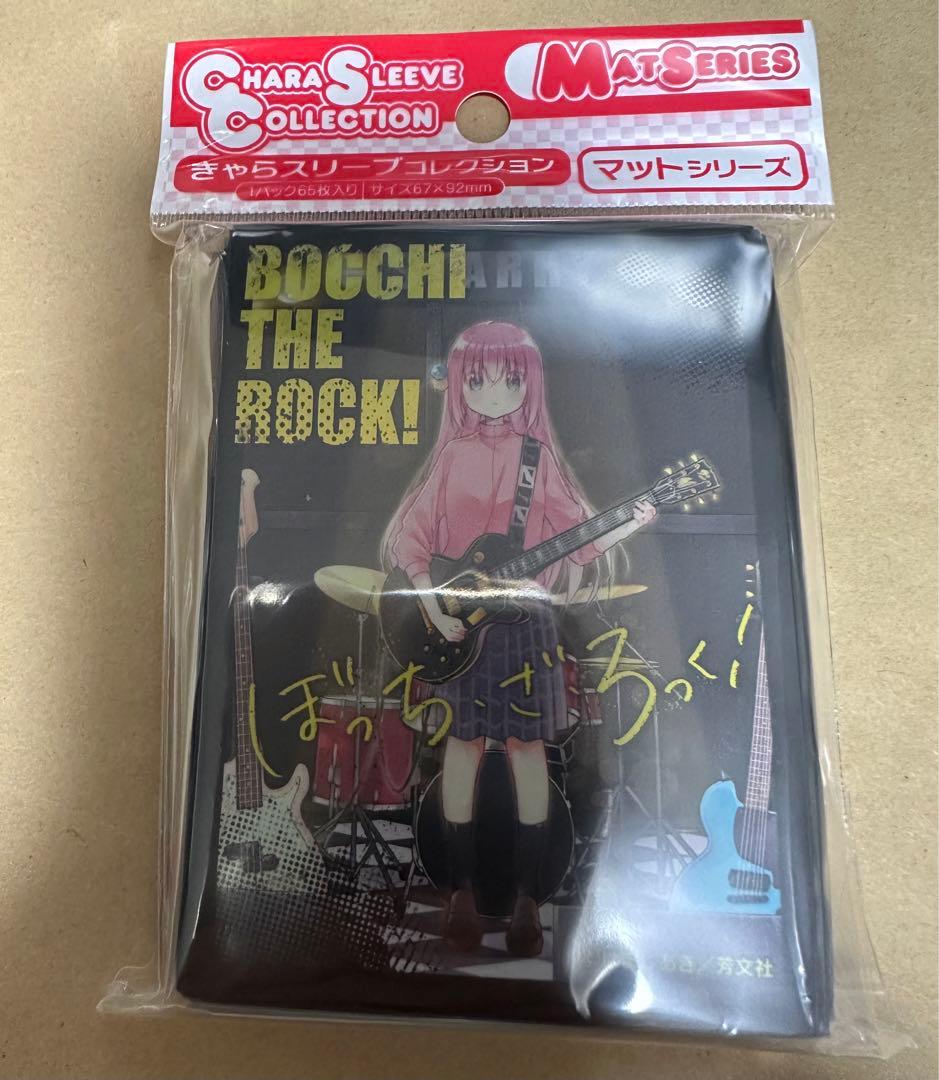 CHARA SLEEVE
COLLECTION
MAT SERIES
きゃらスリーブコレクション
マットシリーズ
1パック65枚入り サイズ67×92mm
BOCCHI
THE
ROCK!
ぼっち・ざ・ろっく!
/芳文社